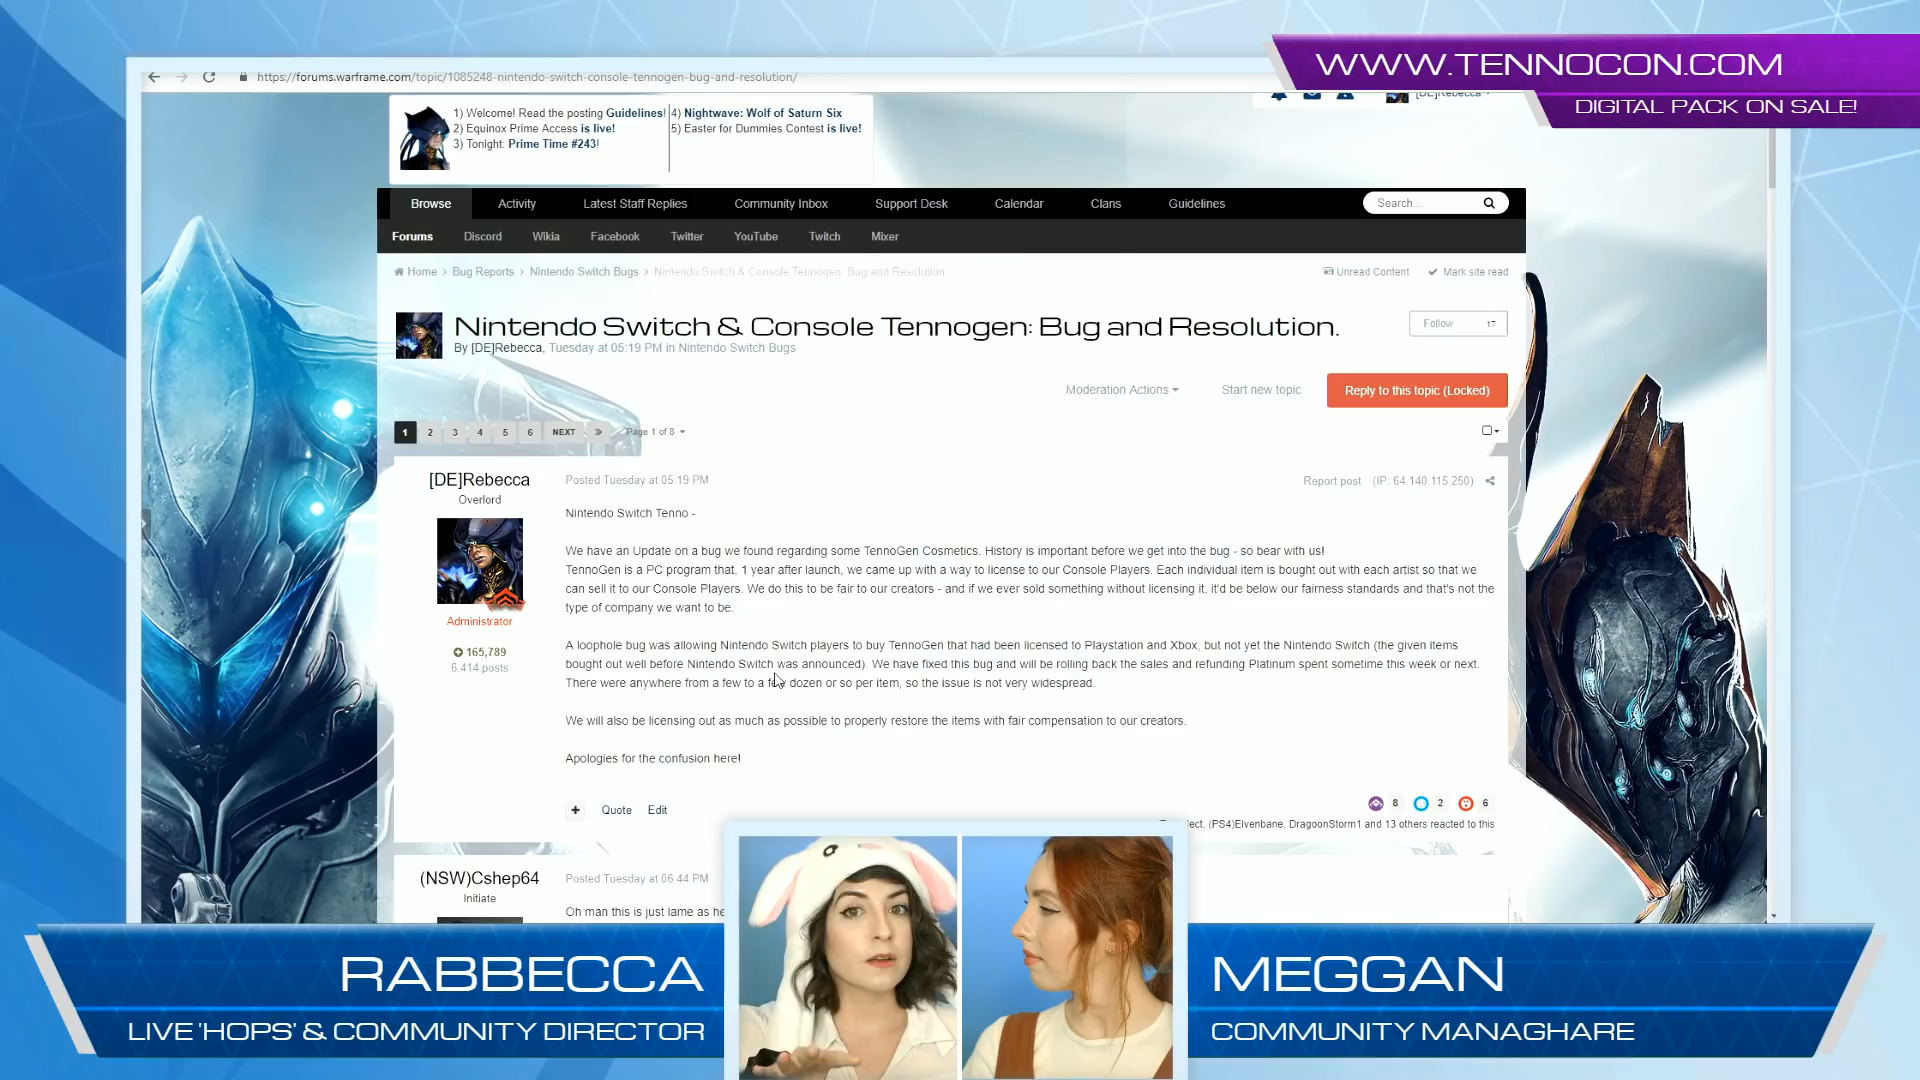 WWW.TENNOCON.COM
DIGITAL PACK ON SALE!
https://forums.warframe.com/topic/1085248-nintendo-switch-console-tennogen-bug-and-resolution/
[DE]Rebecca
1) Welcome! Read the posting Guidelines!
2) Equinox Prime Access is live!
3) Tonight: Prime Time #243!
4) Nightwave: Wolf of Saturn Six
5) Easter for Dummies Contest is live!
Browse Activity Latest Staff Replies Community Inbox Support Desk Calendar Clans Guidelines Search...
Forums Discord Wikia Facebook Twitter YouTube Twitch Mixer
Home > Bug Reports > Nintendo Switch Bugs > Nintendo Switch & Console Tennogen: Bug and Resolution.
Unread Content Mark site read
Nintendo Switch & Console Tennogen: Bug and Resolution.
Follow 17
By [DE]Rebecca, Tuesday at 05:19 PM in Nintendo Switch Bugs
Moderation Actions Start new topic Reply to this topic (Locked)
1 2 3 4 5 6 NEXT » Page 1 of 8
[DE]Rebecca
Overlord
Administrator
165,789
6,414 posts
Posted Tuesday at 05:19 PM
Report post (IP: 64.140.115.250)
Nintendo Switch Tenno -
We have an Update on a bug we found regarding some TennoGen Cosmetics. History is important before we get into the bug - so bear with us!
TennoGen is a PC program that, 1 year after launch, we came up with a way to license to our Console Players. Each individual item is bought out with each artist so that we
can sell it to our Console Players. We do this to be fair to our creators - and if we ever sold something without licensing it, it'd be below our fairness standards and that's not the
type of company we want to be.
A loophole bug was allowing Nintendo Switch players to buy TennoGen that had been licensed to Playstation and Xbox, but not yet the Nintendo Switch (the given items
bought out well before Nintendo Switch was announced). We have fixed this bug and will be rolling back the sales and refunding Platinum spent sometime this week or next.
There were anywhere from a few to a few dozen or so per item, so the issue is not very widespread.
We will also be licensing out as much as possible to properly restore the items with fair compensation to our creators.
Apologies for the confusion here!
+ Quote Edit
8 2 6
ect, (PS4)Elvenbane, DragoonStorm1 and 13 others reacted to this
(NSW)Cshep64
Initiate
Posted Tuesday at 06:44 PM
Oh man this is just lame as he
RABBECCA
LIVE 'HOPS' & COMMUNITY DIRECTOR
MEGGAN
COMMUNITY MANAGHARE